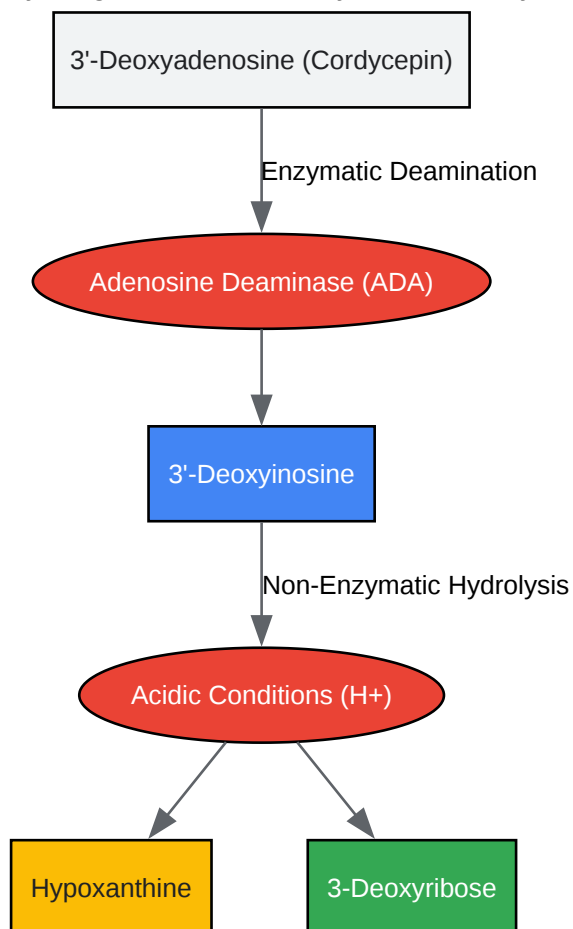 3'-Deoxyadenosine (Cordycepin)
Enzymatic Deamination
Adenosine Deaminase (ADA)
3'-Deoxyinosine
Non-Enzymatic Hydrolysis
Acidic Conditions (H+)
Hypoxanthine
3-Deoxyribose